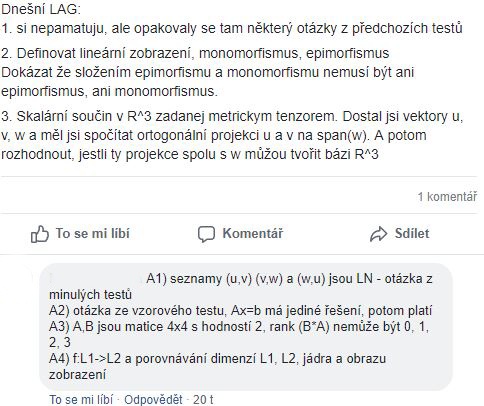 Dnešní LAG:
1. si nepamatuju, ale opakovaly se tam některý otázky z předchozích testů
2. Definovat lineární zobrazení, monomorfismus, epimorfismus
Dokázat že složením epimorfismu a monomorfismu nemusí být ani
epimorfismus, ani monomorfismus.
3. Skalární součin v R^3 zadanej metrickym tenzorem. Dostal jsi vektory u,
v, w a měl jsi spočítat ortogonální projekci u a v na span(w). A potom
rozhodnout, jestli ty projekce spolu s w můžou tvořit bázi R^3
1 komentář
To se mi líbí
Komentář
Sdílet
A1) seznamy (u,v) (v,w) a (w,u) jsou LN - otázka z
minulých testů
A2) otázka ze vzorového testu, Ax=b má jediné řešení, potom platí
A3) A,B jsou matice 4x4 s hodností 2, rank (B*A) nemůže být 0, 1,
2, 3
A4) f:L1->L2 a porovnávání dimenzí L1, L2, jádra a obrazu
zobrazení
To se mi líbí · Odpovědět · 20 t